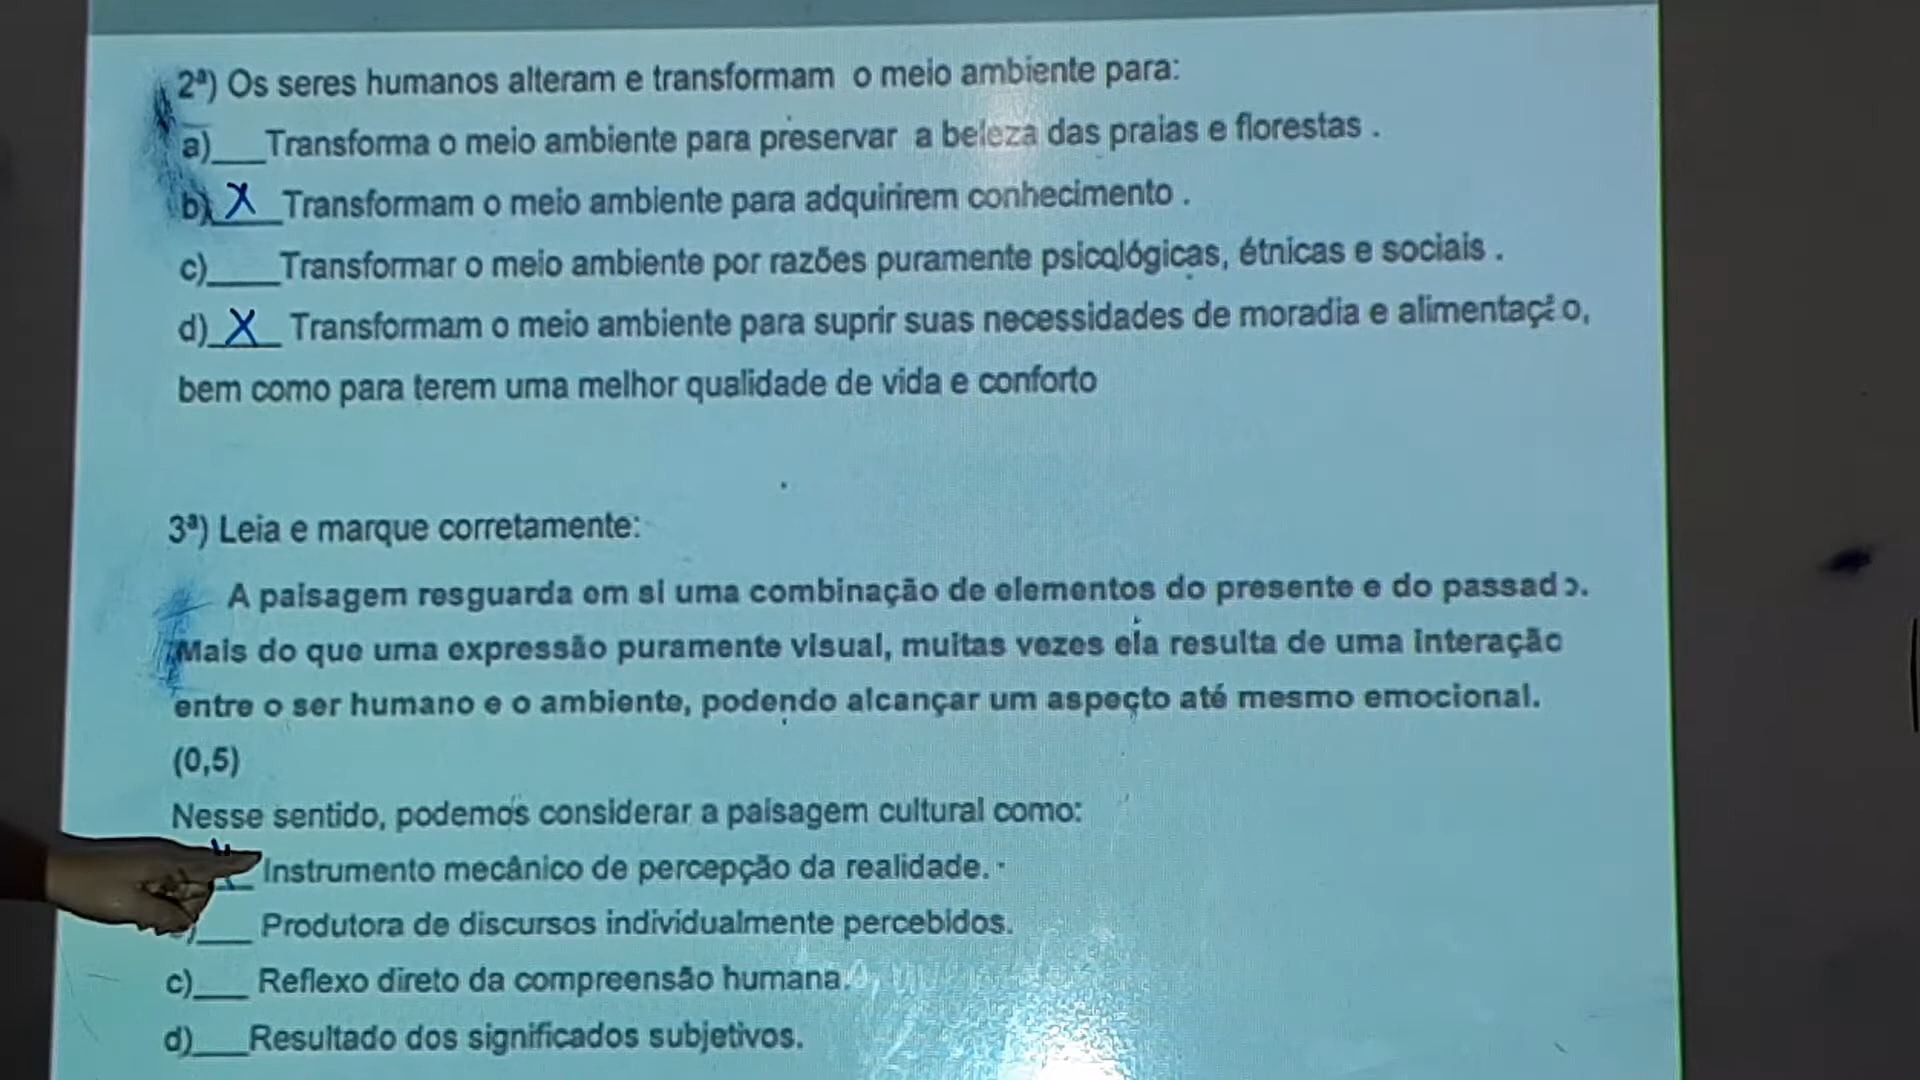 2ª) Os seres humanos alteram e transformam o meio ambiente para:
a)___Transforma o meio ambiente para preservar a beleza das praias e florestas .
b)_X_Transformam o meio ambiente para adquirirem conhecimento .
c)____Transformar o meio ambiente por razões puramente psicológicas, étnicas e sociais .
d)_X_ Transformam o meio ambiente para suprir suas necessidades de moradia e alimentação,
bem como para terem uma melhor qualidade de vida e conforto
3ª) Leia e marque corretamente:
A paisagem resguarda em si uma combinação de elementos do presente e do passado.
Mais do que uma expressão puramente visual, muitas vezes ela resulta de uma interação
entre o ser humano e o ambiente, podendo alcançar um aspecto até mesmo emocional.
(0,5)
Nesse sentido, podemos considerar a paisagem cultural como:
Instrumento mecânico de percepção da realidade.
___ Produtora de discursos individualmente percebidos.
c)___ Reflexo direto da compreensão humana.
d)___Resultado dos significados subjetivos.